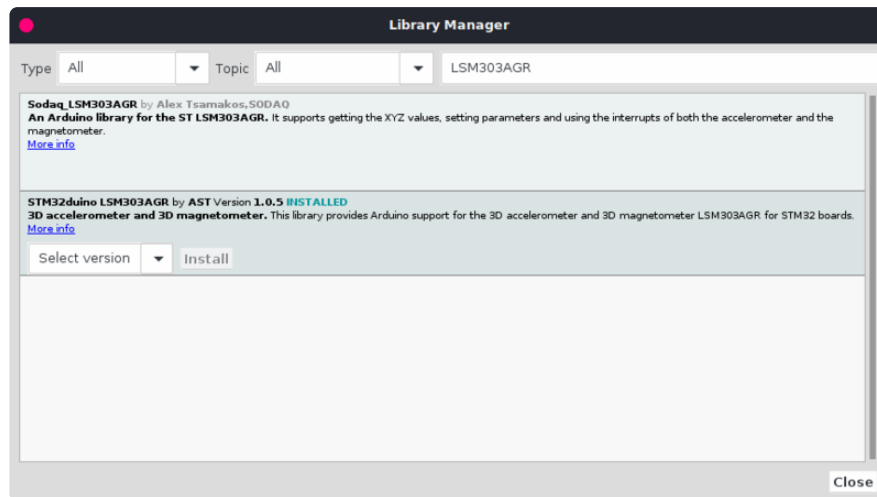 Library Manager
Type All Topic All LSM303AGR
Sodaq_LSM303AGR by Alex Tsamakos,SODAQ
An Arduino library for the ST LSM303AGR. It supports getting the XYZ values, setting parameters and using the interrupts of both the accelerometer and the
magnetometer.
More info
STM32duino LSM303AGR by AST Version 1.0.5 INSTALLED
3D accelerometer and 3D magnetometer. This library provides Arduino support for the 3D accelerometer and 3D magnetometer LSM303AGR for STM32 boards.
More info
Select version Install
Close